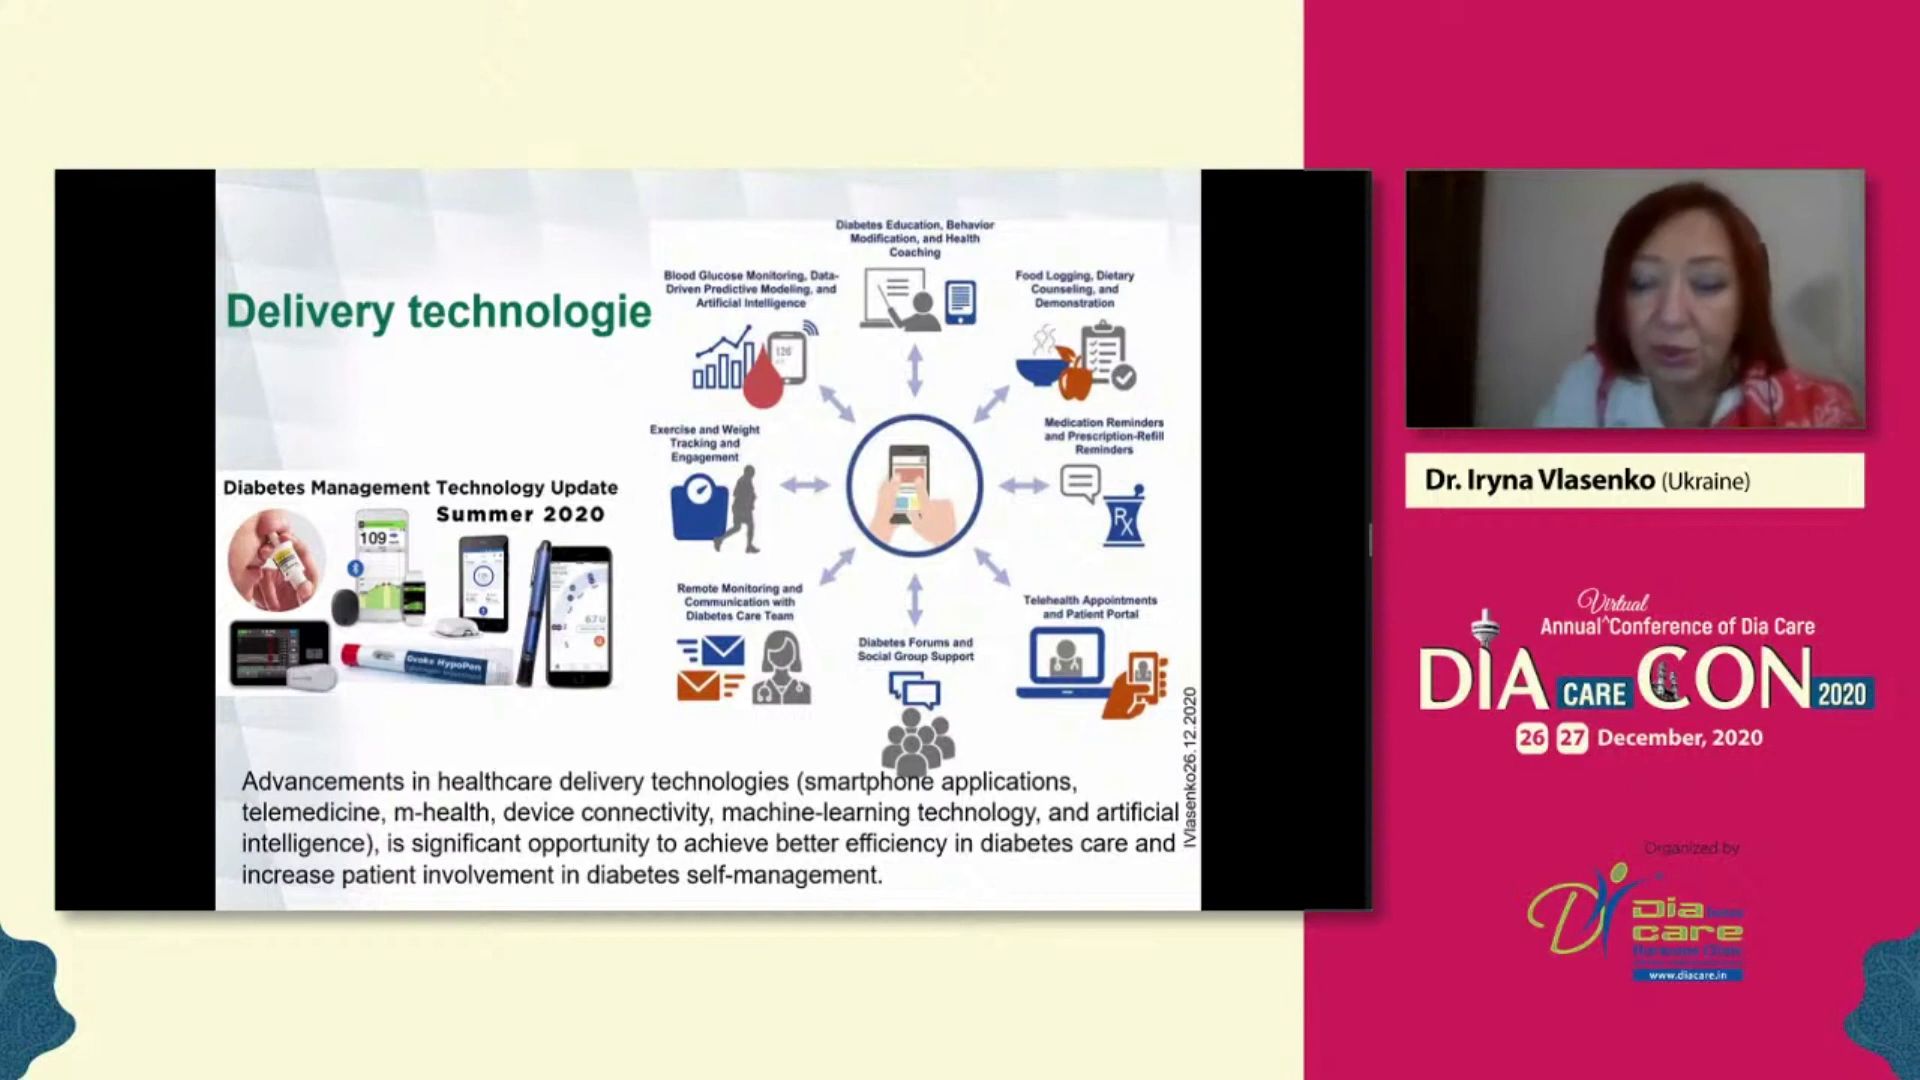 Delivery technologie
Diabetes Management Technology Update
Summer 2020
109
Gvoke HypoPen
Diabetes Education, Behavior
Modification, and Health
Coaching
Blood Glucose Monitoring, Data-
Driven Predictive Modeling, and
Artificial Intelligence
Food Logging, Dietary
Counseling, and
Demonstration
Exercise and Weight
Tracking and
Engagement
Medication Reminders
and Prescription-Refill
Reminders
Rx
Remote Monitoring and
Communication with
Diabetes Care Team
Diabetes Forums and
Social Group Support
Telehealth Appointments
and Patient Portal
Advancements in healthcare delivery technologies (smartphone applications,
telemedicine, m-health, device connectivity, machine-learning technology, and artificial
intelligence), is significant opportunity to achieve better efficiency in diabetes care and
increase patient involvement in diabetes self-management.
IVlasenko26.12.2020
Dr. Iryna Vlasenko (Ukraine)
Virtual
Annual^Conference of Dia Care
DIA CARE CON 2020
26 27 December, 2020
Organized by
Dia
care
www.diacare.in